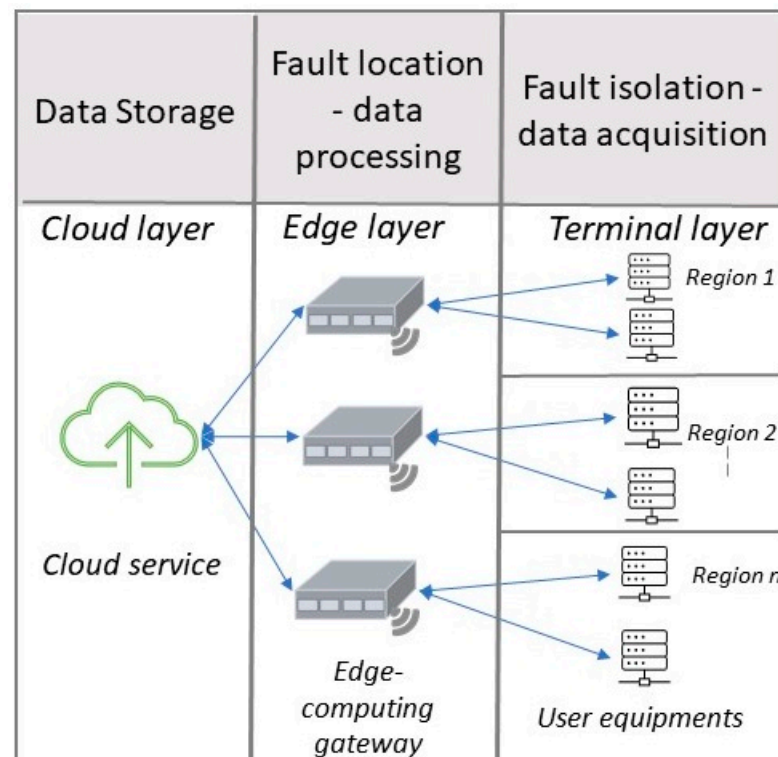 Data Storage
Fault location
- data
processing
Fault isolation -
data acquisition
Cloud layer
Edge layer
Terminal layer
Region 1
Region 2
Cloud service
Region n
Edge-
computing
gateway
User equipments